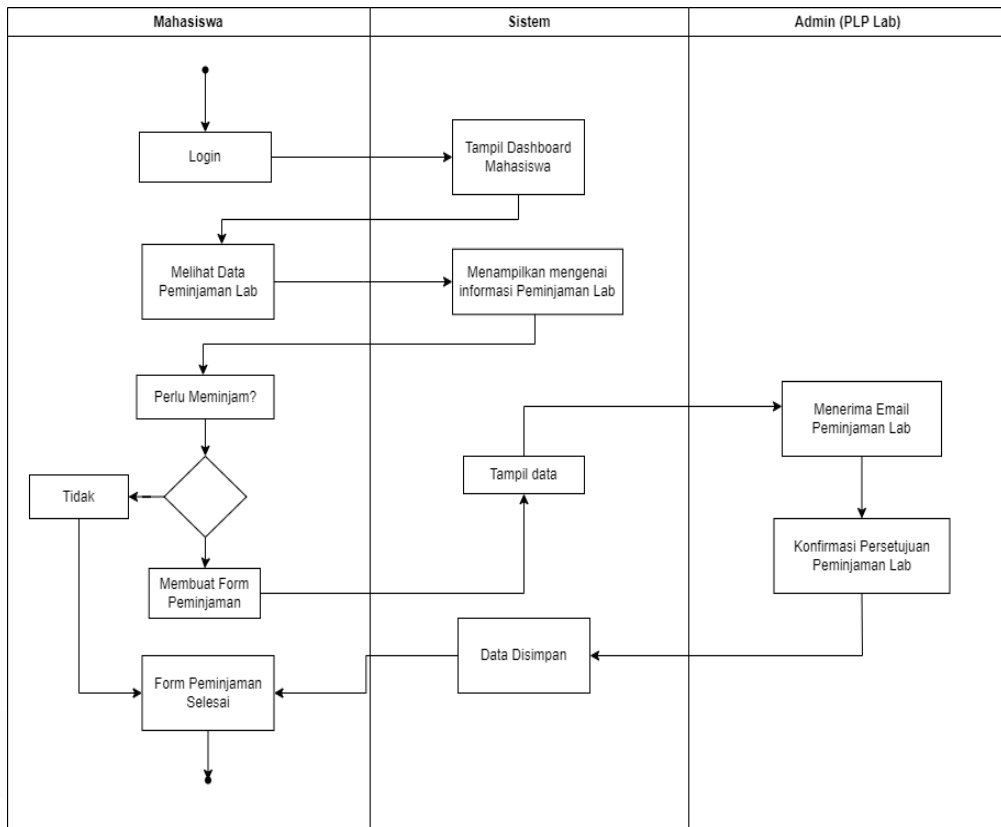 Mahasiswa
Sistem
Admin (PLP Lab)
Login
Tampil Dashboard
Mahasiswa
Melihat Data
Peminjaman Lab
Menampilkan mengenai
informasi Peminjaman Lab
Perlu Meminjam?
Menerima Email
Peminjaman Lab
Tampil data
Tidak
Konfirmasi Persetujuan
Peminjaman Lab
Membuat Form
Peminjaman
Data Disimpan
Form Peminjaman
Selesai